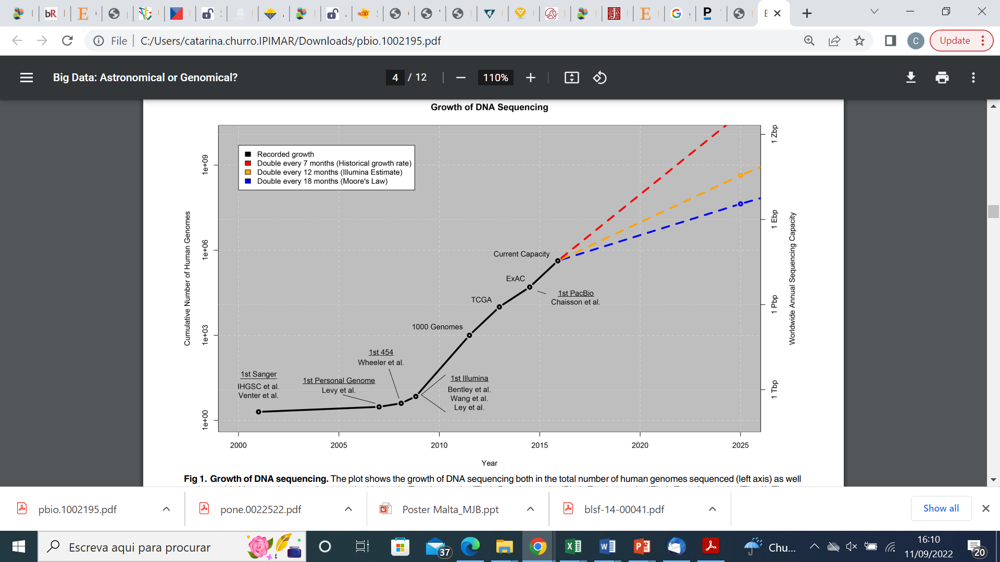 bR
File
C:/Users/catarina.churro.IPIMAR/Downloads/pbio.1002195.pdf
C
Update
Big Data: Astronomical or Genomical?
4 / 12
110%
Growth of DNA Sequencing
Recorded growth
Double every 7 months (Historical growth rate)
Double every 12 months (Illumina Estimate)
Double every 18 months (Moore's Law)
Cumulative Number of Human Genomes
1e+09
1e+06
1e+03
1e+00
Worldwide Annual Sequencing Capacity
1 Zbp
1 Ebp
1 Pbp
1 Tbp
Current Capacity
ExAC
1st PacBio
Chaisson et al.
TCGA
1000 Genomes
1st 454
Wheeler et al.
1st Sanger
IHGSC et al.
Venter et al.
1st Personal Genome
Levy et al.
1st Illumina
Bentley et al.
Wang et al.
Ley et al.
2000 2005 2010 2015 2020 2025
Year
Fig 1. Growth of DNA sequencing. The plot shows the growth of DNA sequencing both in the total number of human genomes sequenced (left axis) as well
pbio.1002195.pdf
pone.0022522.pdf
Poster Malta_MJB.ppt
blsf-14-00041.pdf
Show all
Escreva aqui para procurar
37
Chu...
16:10
11/09/2022
20